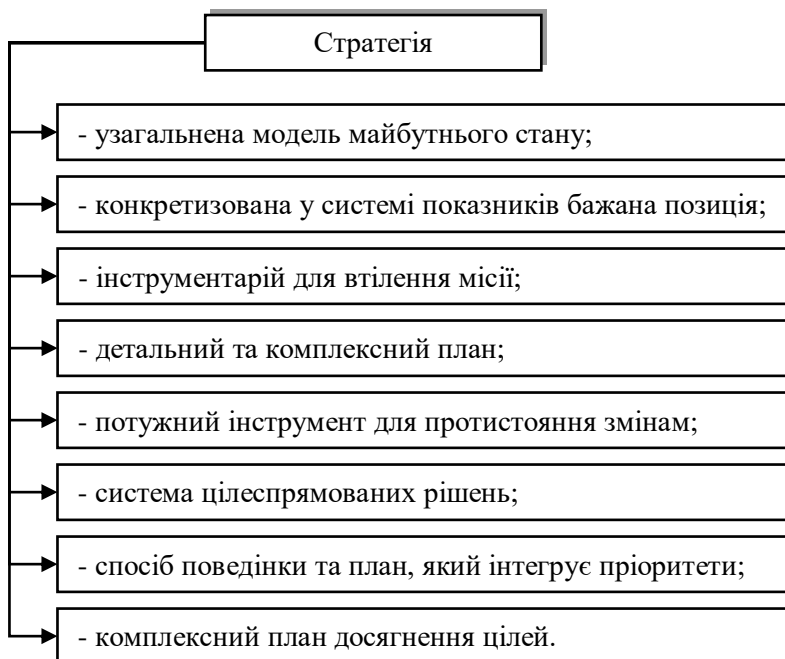 Стратегія
- узагальнена модель майбутнього стану;
- конкретизована у системі показників бажана позиція;
- інструментарій для втілення місії;
- детальний та комплексний план;
- потужний інструмент для протистояння змінам;
- система цілеспрямованих рішень;
- спосіб поведінки та план, який інтегрує пріоритети;
- комплексний план досягнення цілей.